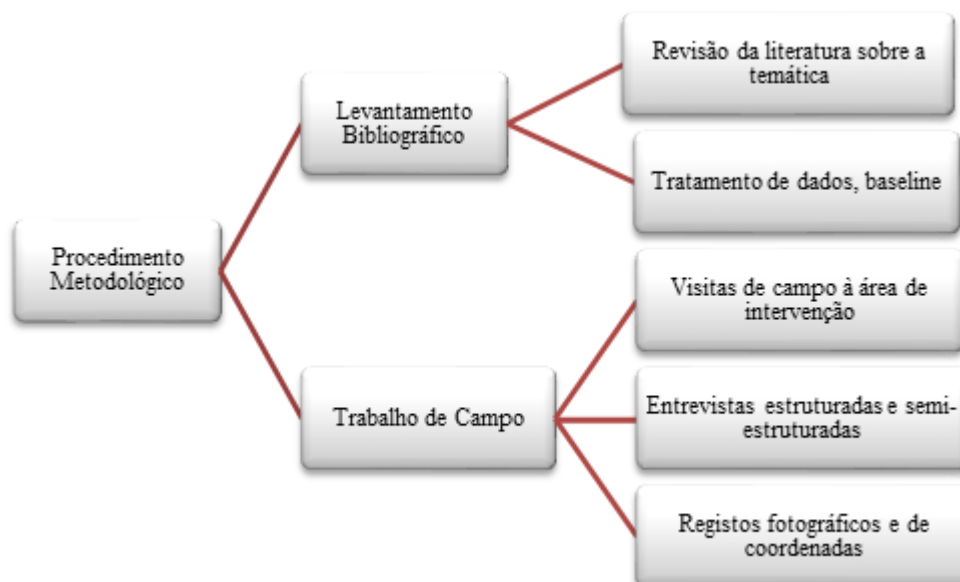 Procedimento
Metodológico
Levantamento
Bibliográfico
Revisão da literatura sobre a
temática
Tratamento de dados, baseline
Trabalho de Campo
Visitas de campo à área de
intervenção
Entrevistas estruturadas e semi-
estruturadas
Registos fotográficos e de
coordenadas